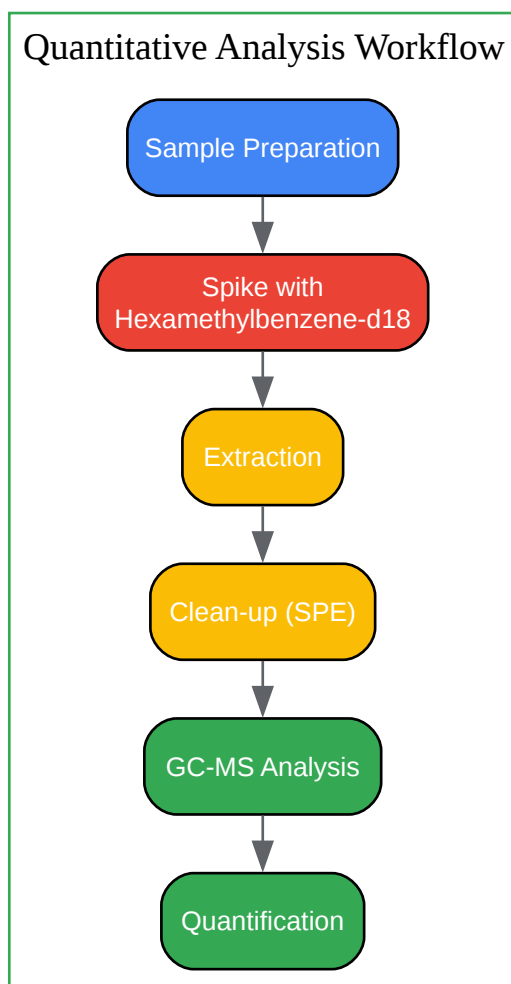 Quantitative Analysis Workflow
Sample Preparation
Spike with
Hexamethylbenzene-d18
Extraction
Clean-up (SPE)
GC-MS Analysis
Quantification